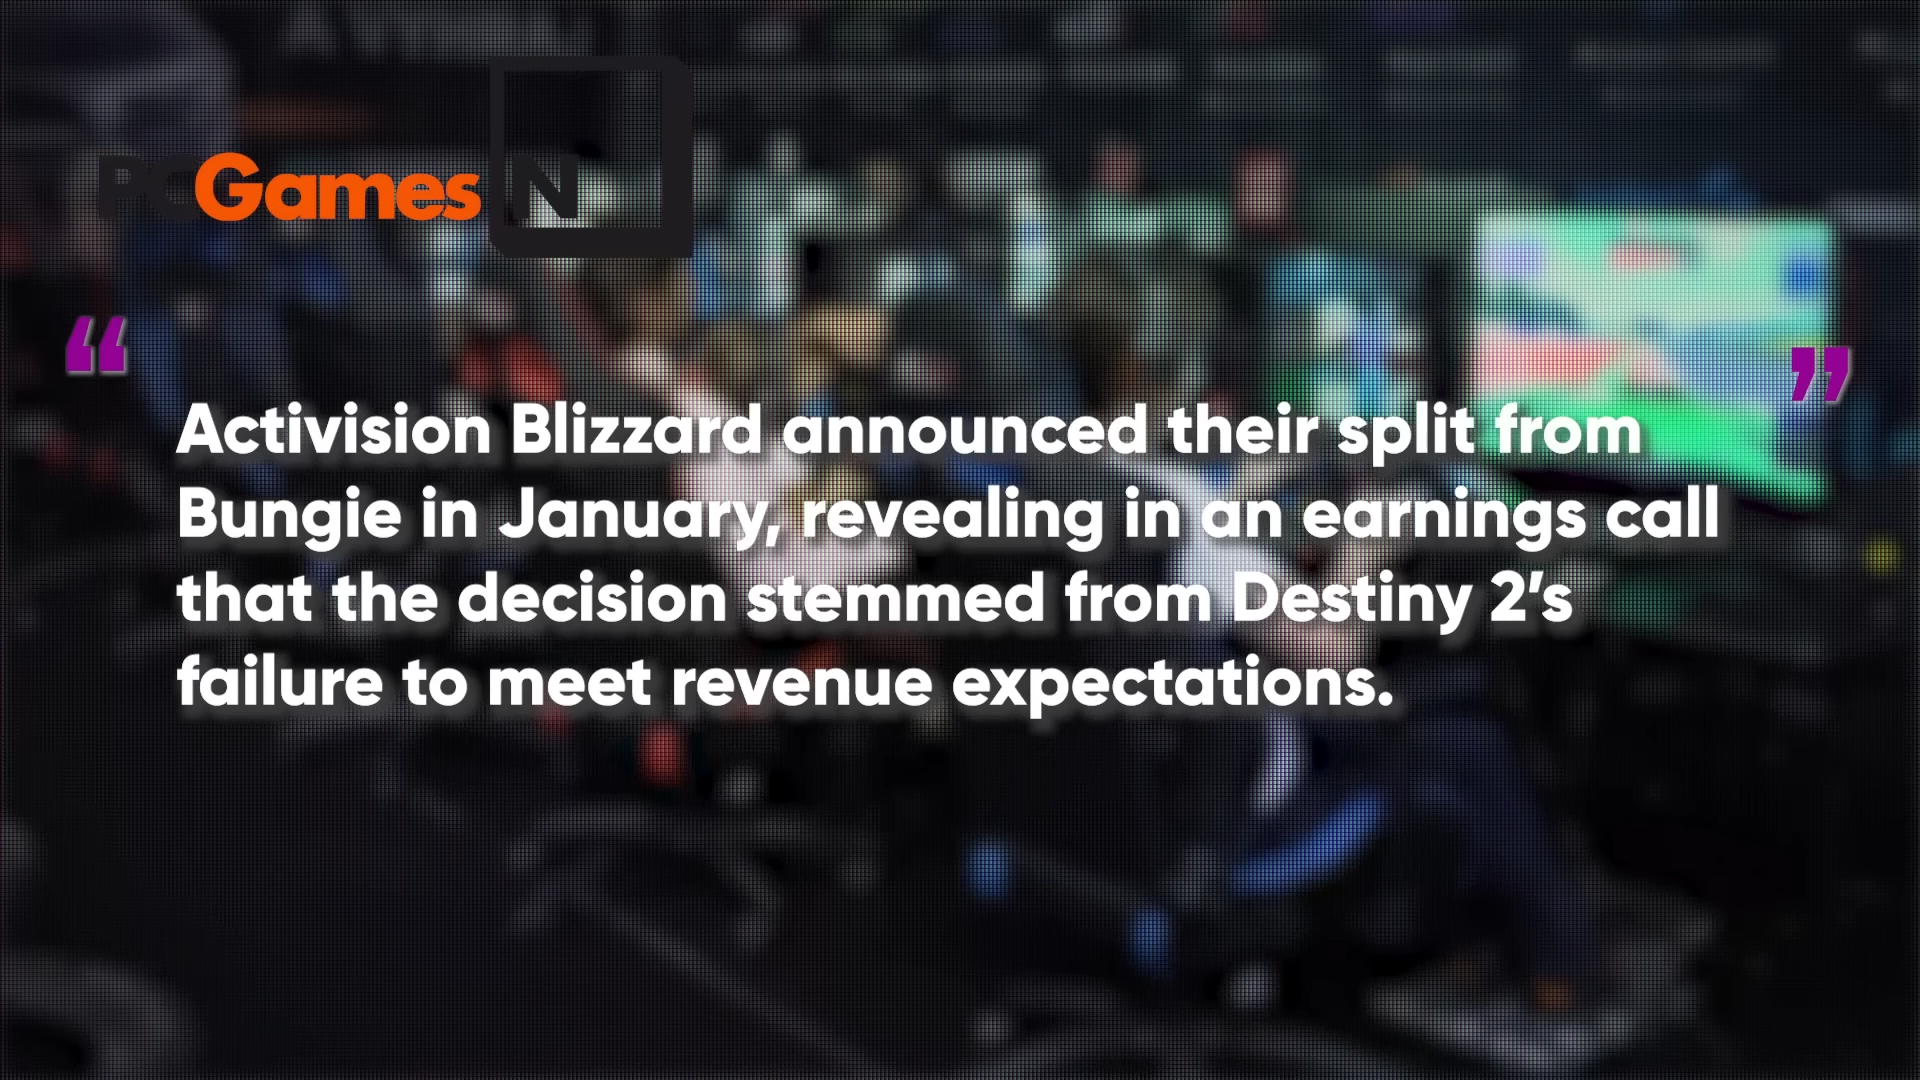 PCGamesN
“
”
Activision Blizzard announced their split from
Bungie in January, revealing in an earnings call
that the decision stemmed from Destiny 2’s
failure to meet revenue expectations.